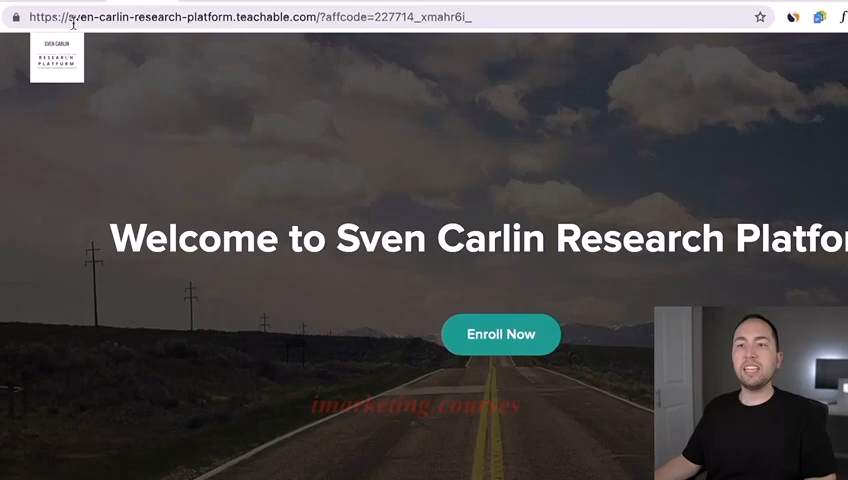 https://sven-carlin-research-platform.teachable.com/?affcode=227714_xmahr6i_
SVEN CARLIN
RESEARCH
PLATFORM
Welcome to Sven Carlin Research Platfor
Enroll Now
imarketing.courses